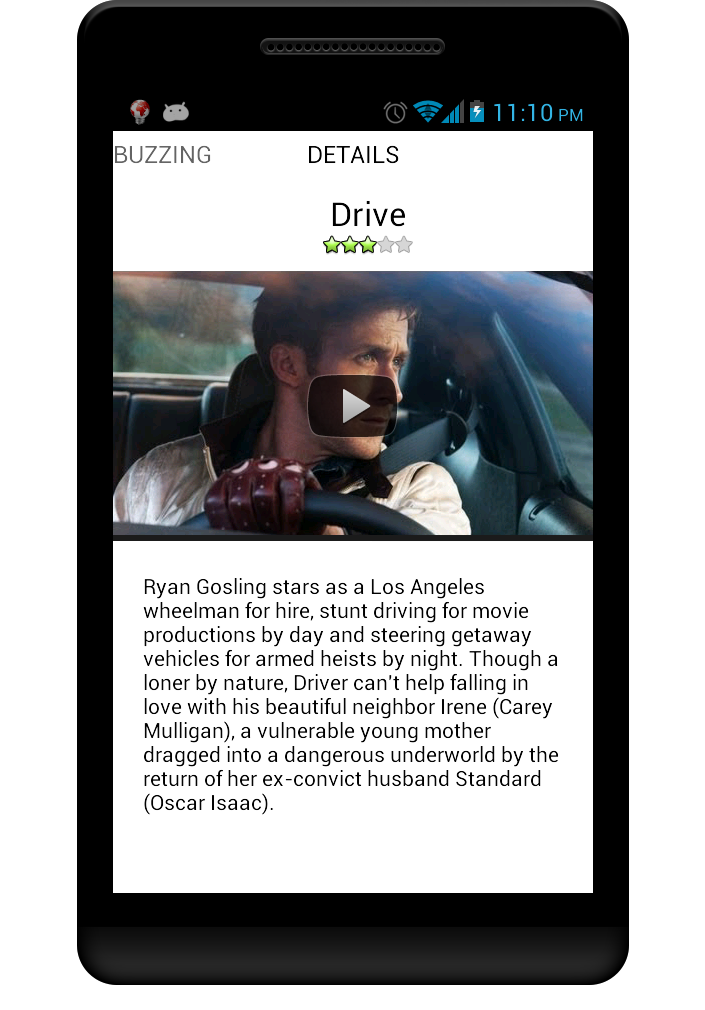 11:10 PM
BUZZING DETAILS
Drive
Ryan Gosling stars as a Los Angeles
wheelman for hire, stunt driving for movie
productions by day and steering getaway
vehicles for armed heists by night. Though a
loner by nature, Driver can't help falling in
love with his beautiful neighbor Irene (Carey
Mulligan), a vulnerable young mother
dragged into a dangerous underworld by the
return of her ex-convict husband Standard
(Oscar Isaac).